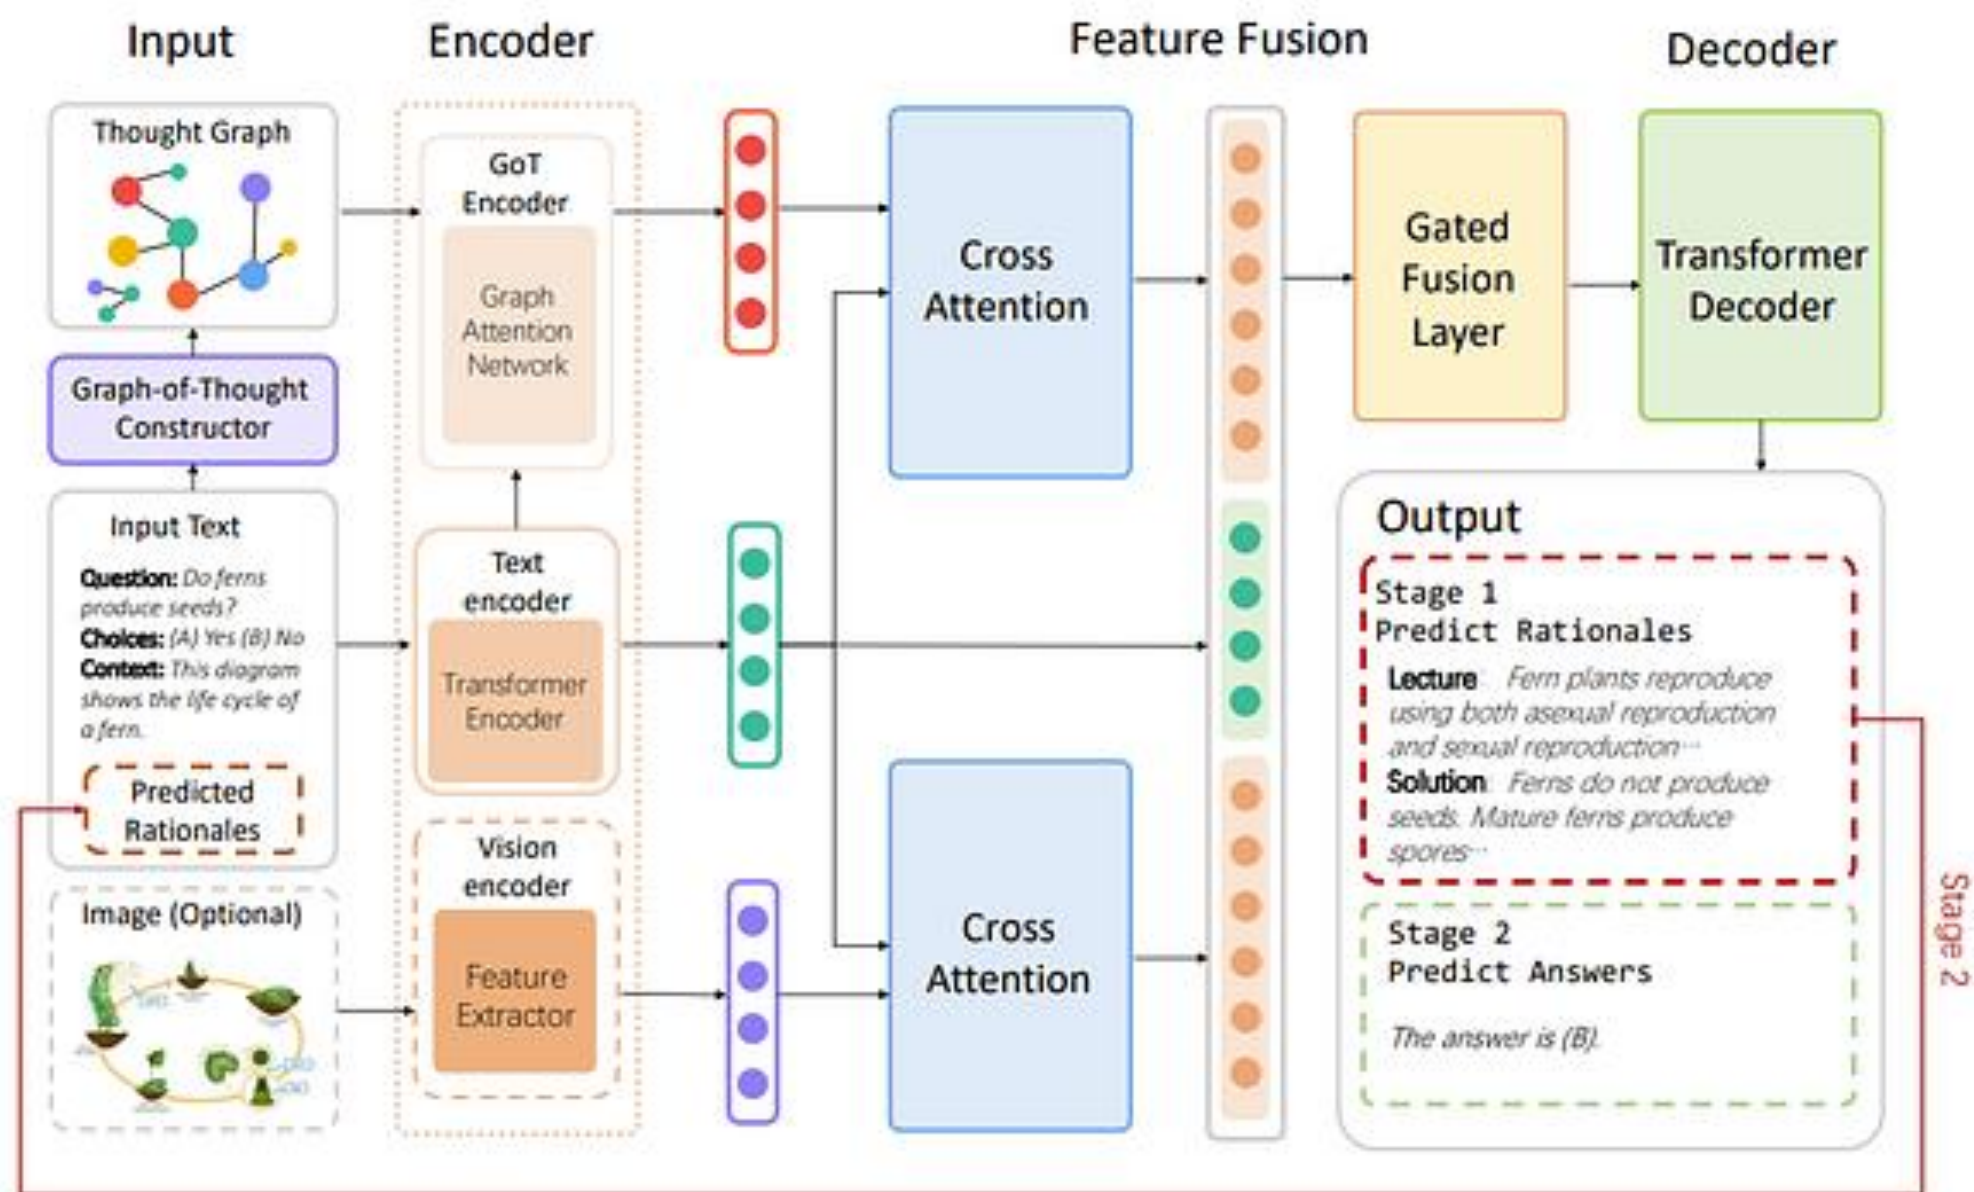 Input
Encoder
Feature Fusion
Decoder
Thought Graph
Graph-of-Thought
Constructor
Input Text
Question: Do ferns
produce seeds?
Choices: (A) Yes (B) No
Context: This diagram
shows the life cycle of
a fern.
Predicted
Rationales
Image (Optional)
GoT
Encoder
Graph
Attention
Network
Text
encoder
Transformer
Encoder
Vision
encoder
Feature
Extractor
Cross
Attention
Cross
Attention
Gated
Fusion
Layer
Transformer
Decoder
Output
Stage 1
Predict Rationales
Lecture Fern plants reproduce
using both asexual reproduction
and sexual reproduction…
Solution: Ferns do not produce
seeds. Mature ferns produce
spores…
Stage 2
Predict Answers
The answer is (B).
Stage 2